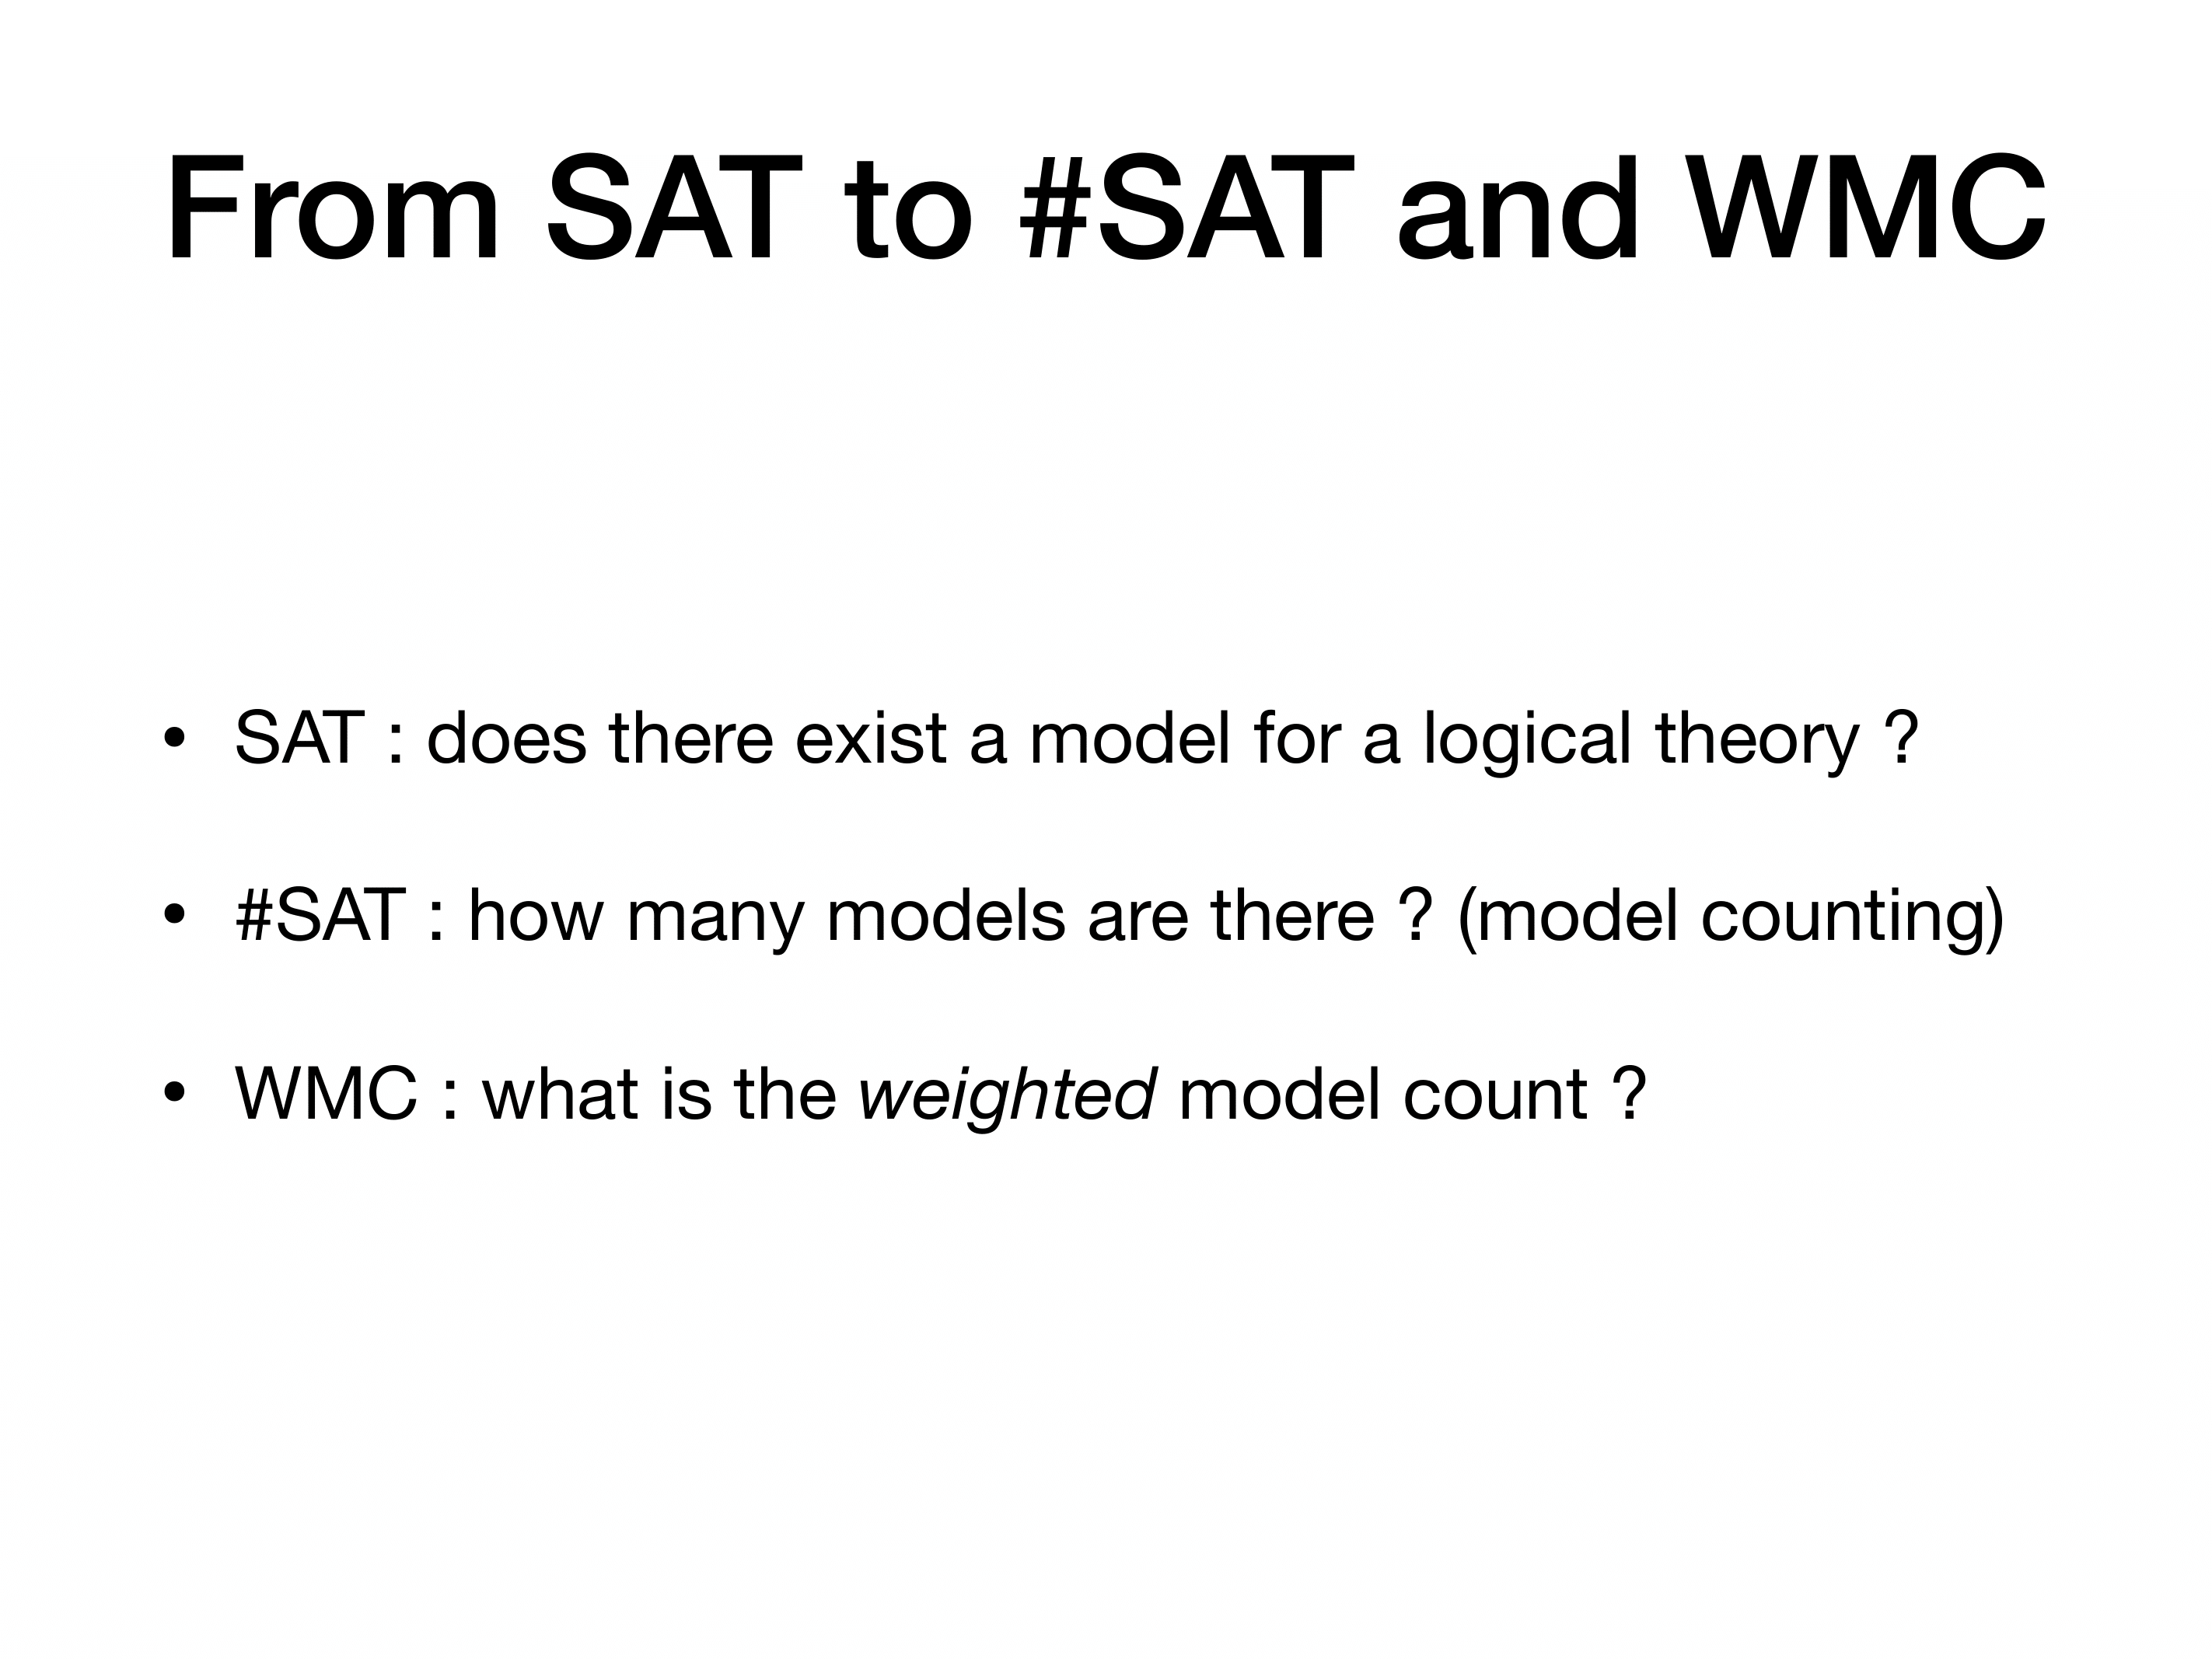 From SAT to #SAT and WMC
• SAT : does there exist a model for a logical theory ?
• #SAT : how many models are there ? (model counting)
• WMC : what is the weighted model count ?